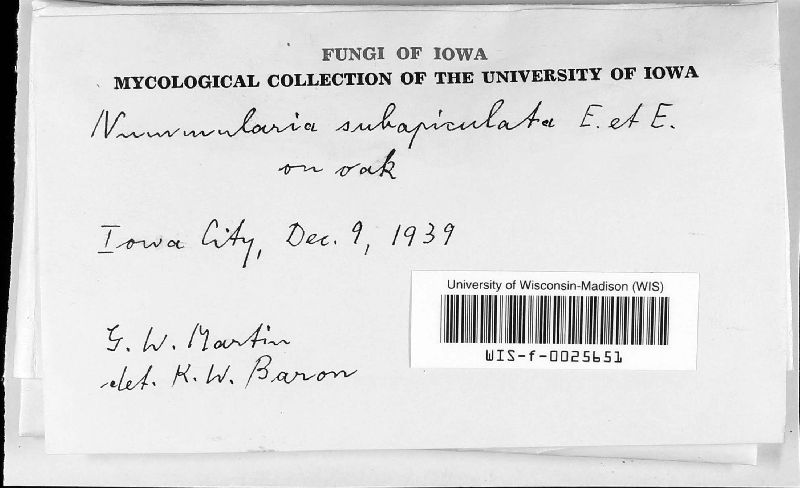 FUNGI OF IOWA
MYCOLOGICAL COLLECTION OF THE UNIVERSITY OF IOWA
Nummularia subapiculata E. et E.
on oak
Iowa City, Dec. 9, 1939
University of Wisconsin-Madison (WIS)
WIS-f-0025651
G. W. Martin
det. K. W. Baron